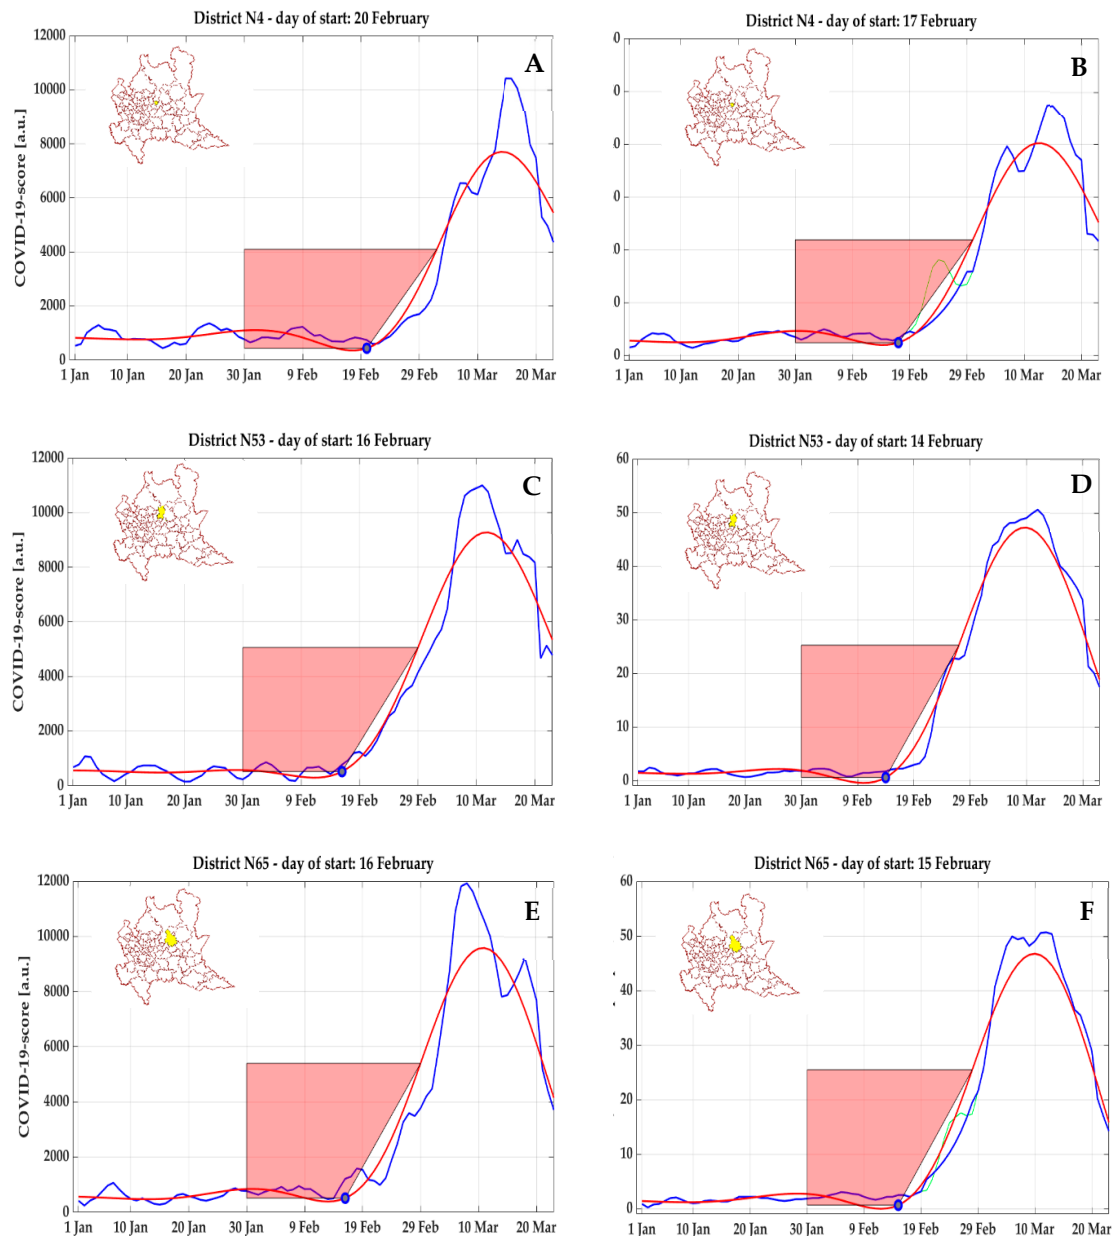 District N4 - day of start: 20 February
A
COVID-19-score [a.u.]
12000
10000
8000
6000
4000
2000
0
1 Jan 10 Jan 20 Jan 30 Jan 9 Feb 19 Feb 29 Feb 10 Mar 20 Mar
District N4 - day of start: 17 February
B
0
0
0
0
0
0
0
1 Jan 10 Jan 20 Jan 30 Jan 9 Feb 19 Feb 29 Feb 10 Mar 20 Mar
District N53 - day of start: 16 February
C
COVID-19-score [a.u.]
12000
10000
8000
6000
4000
2000
0
1 Jan 10 Jan 20 Jan 30 Jan 9 Feb 19 Feb 29 Feb 10 Mar 20 Mar
District N53 - day of start: 14 February
D
60
50
40
30
20
10
0
1 Jan 10 Jan 20 Jan 30 Jan 9 Feb 19 Feb 29 Feb 10 Mar 20 Mar
District N65 - day of start: 16 February
E
COVID-19-score [a.u.]
12000
10000
8000
6000
4000
2000
0
1 Jan 10 Jan 20 Jan 30 Jan 9 Feb 19 Feb 29 Feb 10 Mar 20 Mar
District N65 - day of start: 15 February
F
60
50
40
30
20
10
0
1 Jan 10 Jan 20 Jan 30 Jan 9 Feb 19 Feb 29 Feb 10 Mar 20 Mar